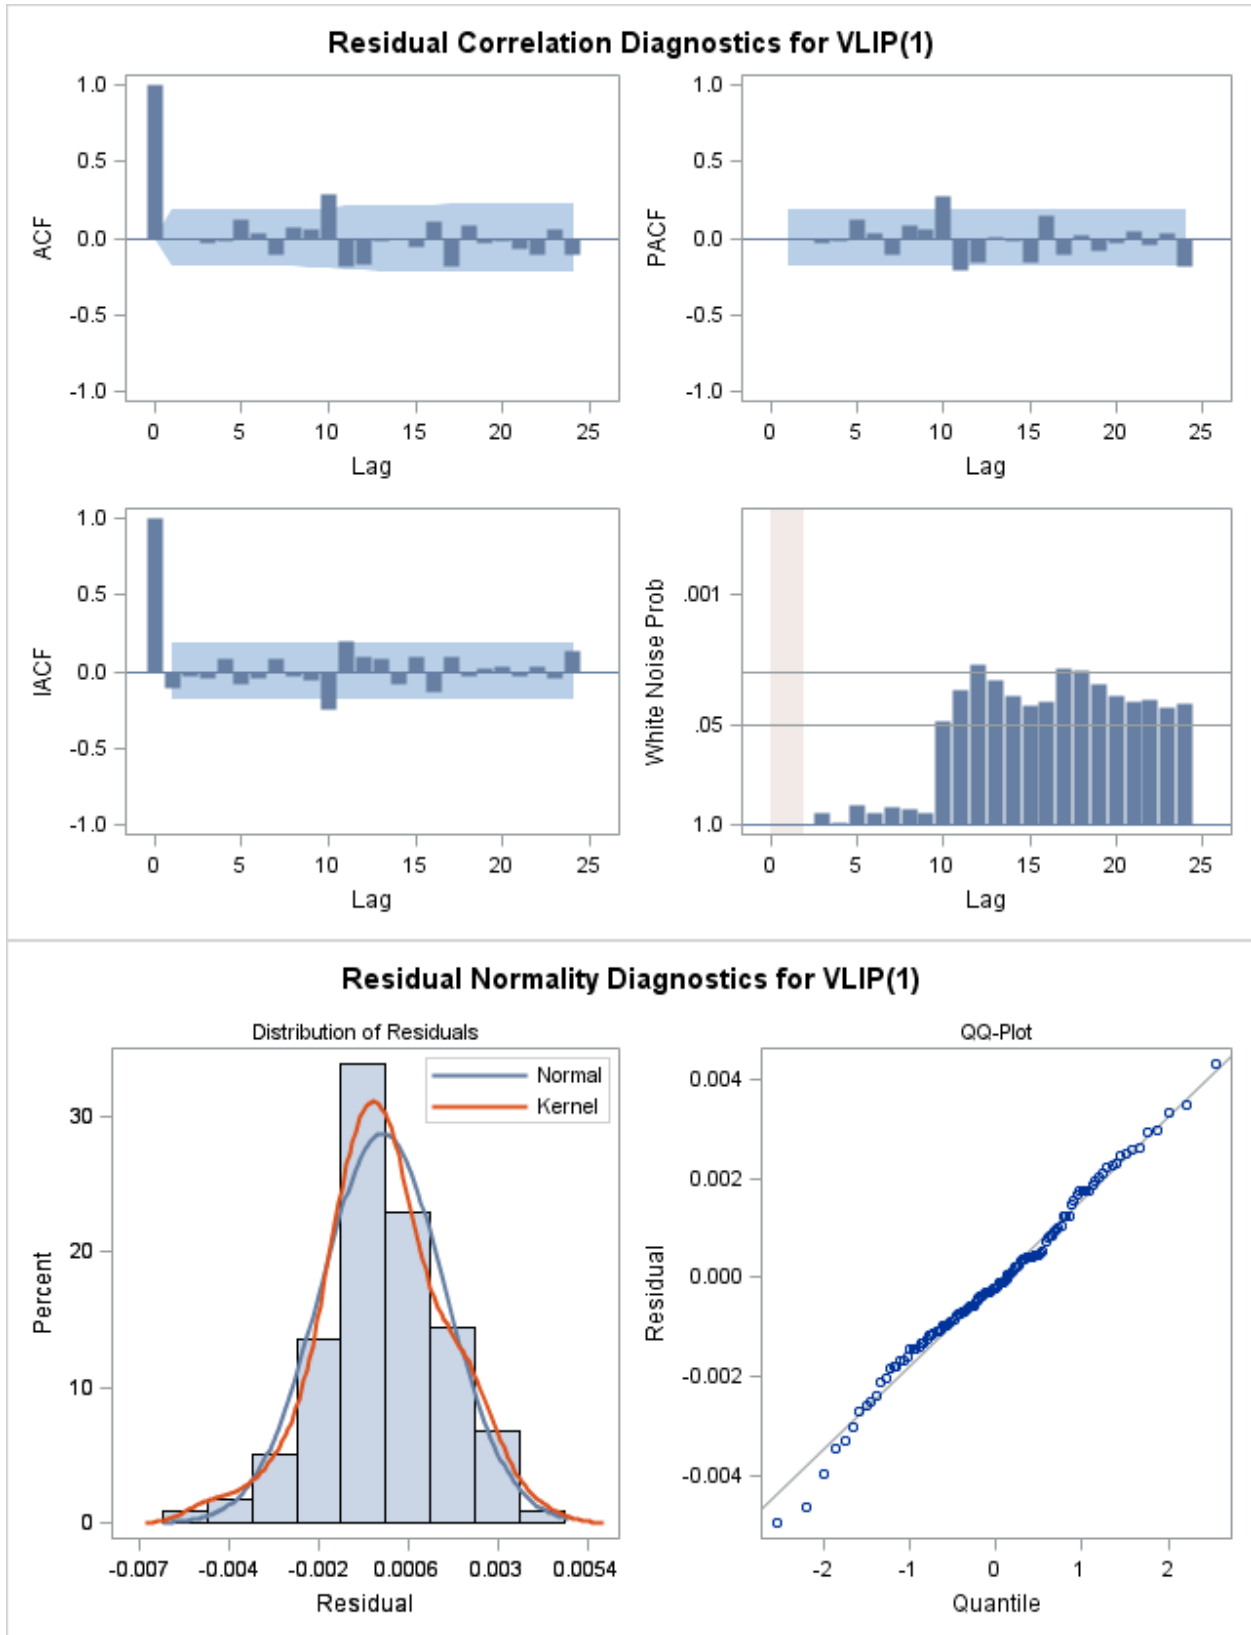 Residual Correlation Diagnostics for VLIP(1)
1.0
0.5
0.0
-0.5
-1.0
ACF
0 5 10 15 20 25
Lag
1.0
0.5
0.0
-0.5
-1.0
PACF
0 5 10 15 20 25
Lag
1.0
0.5
0.0
-0.5
-1.0
IACF
0 5 10 15 20 25
Lag
.001
.05
1.0
White Noise Prob
0 5 10 15 20 25
Lag
Residual Normality Diagnostics for VLIP(1)
Distribution of Residuals
Normal
Kernel
30
20
10
0
Percent
-0.007 -0.004 -0.002 0.0006 0.003 0.0054
Residual
QQ-Plot
0.004
0.002
0.000
-0.002
-0.004
Residual
-2 -1 0 1 2
Quantile